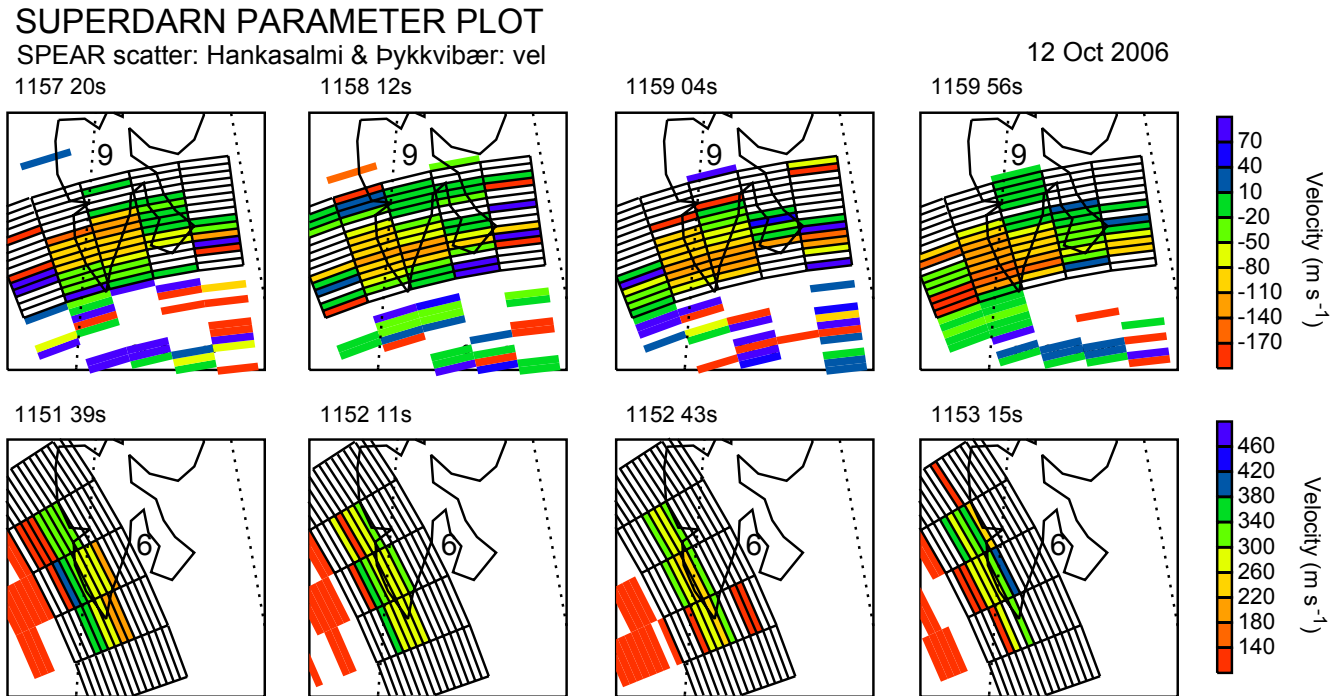 SUPERDARN PARAMETER PLOT
SPEAR scatter: Hankasalmi & Þykkvibær: vel
12 Oct 2006
1157 20s
1158 12s
1159 04s
1159 56s
9
9
9
9
70
40
10
-20
-50
-80
-110
-140
-170
Velocity (m s⁻¹)
1151 39s
1152 11s
1152 43s
1153 15s
6
6
6
6
460
420
380
340
300
260
220
180
140
Velocity (m s⁻¹)